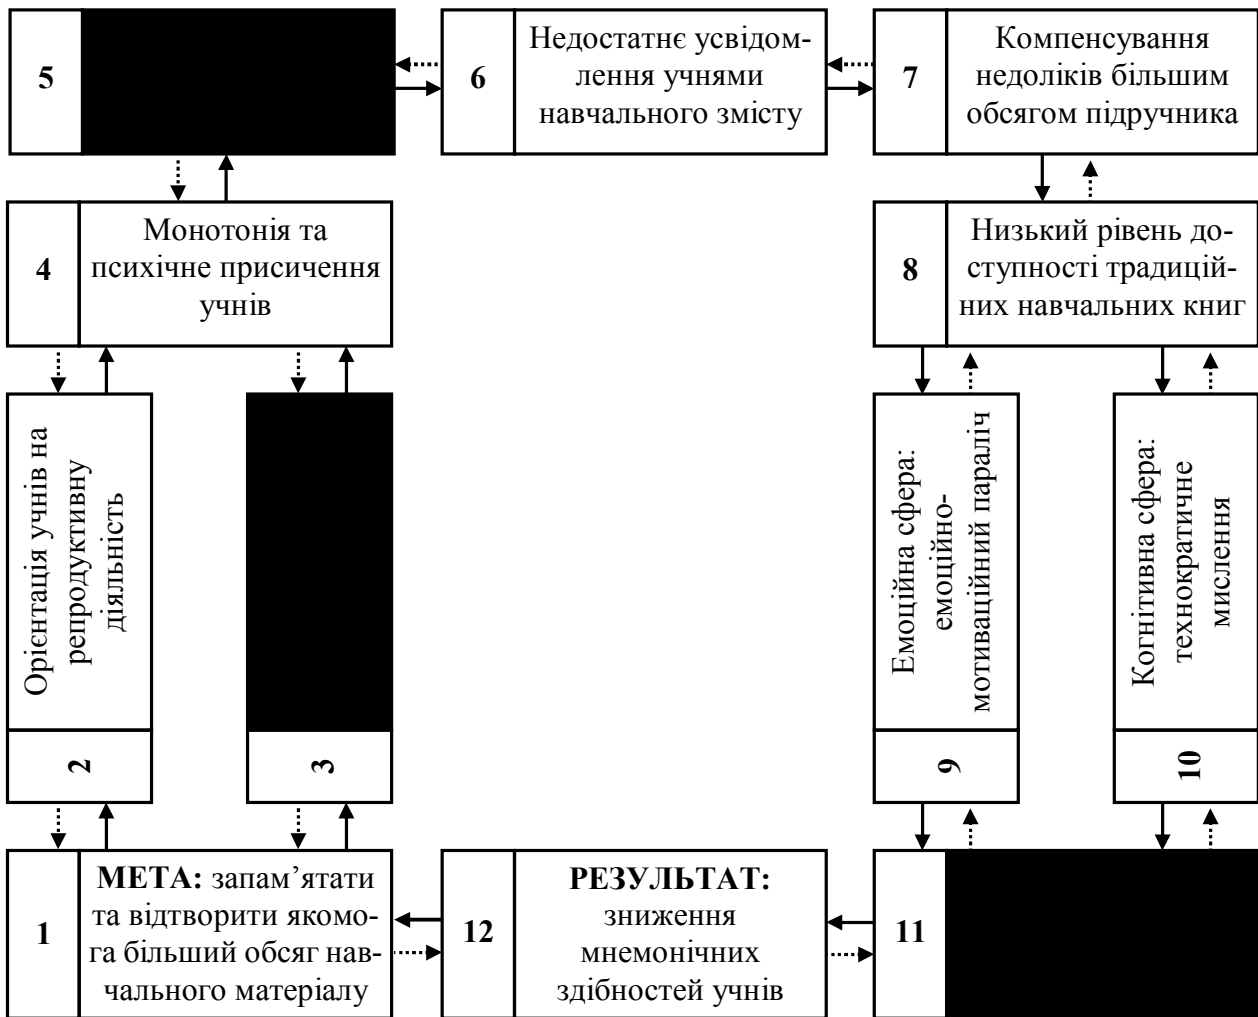 5
6
Недостатнє усвідом-
лення учнями
навчального змісту
7
Компенсування
недоліків більшим
обсягом підручника
4
Монотонія та
психічне присичення
учнів
8
Низький рівень до-
ступності традицій-
них навчальних книг
Орієнтація учнів на
репродуктивну
діяльність
2
3
Емоційна сфера:
емоційно-
мотиваційний параліч
9
Когнітивна сфера:
технократичне
мислення
10
1
МЕТА: запам’ятати
та відтворити якомо-
га більший обсяг нав-
чального матеріалу
12
РЕЗУЛЬТАТ:
зниження
мнемонічних
здібностей учнів
11